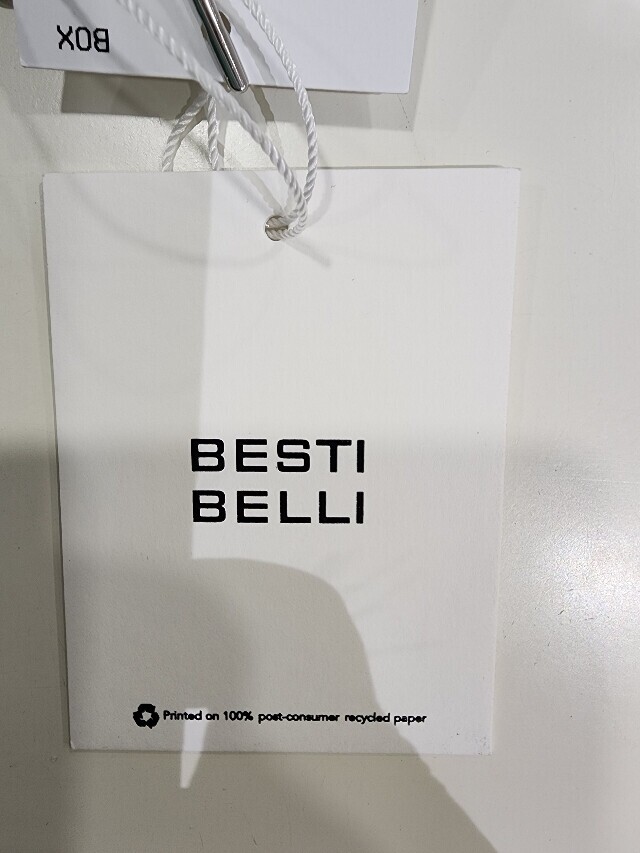 BOX
BESTI
BELLI
Printed on 100% post-consumer recycled paper